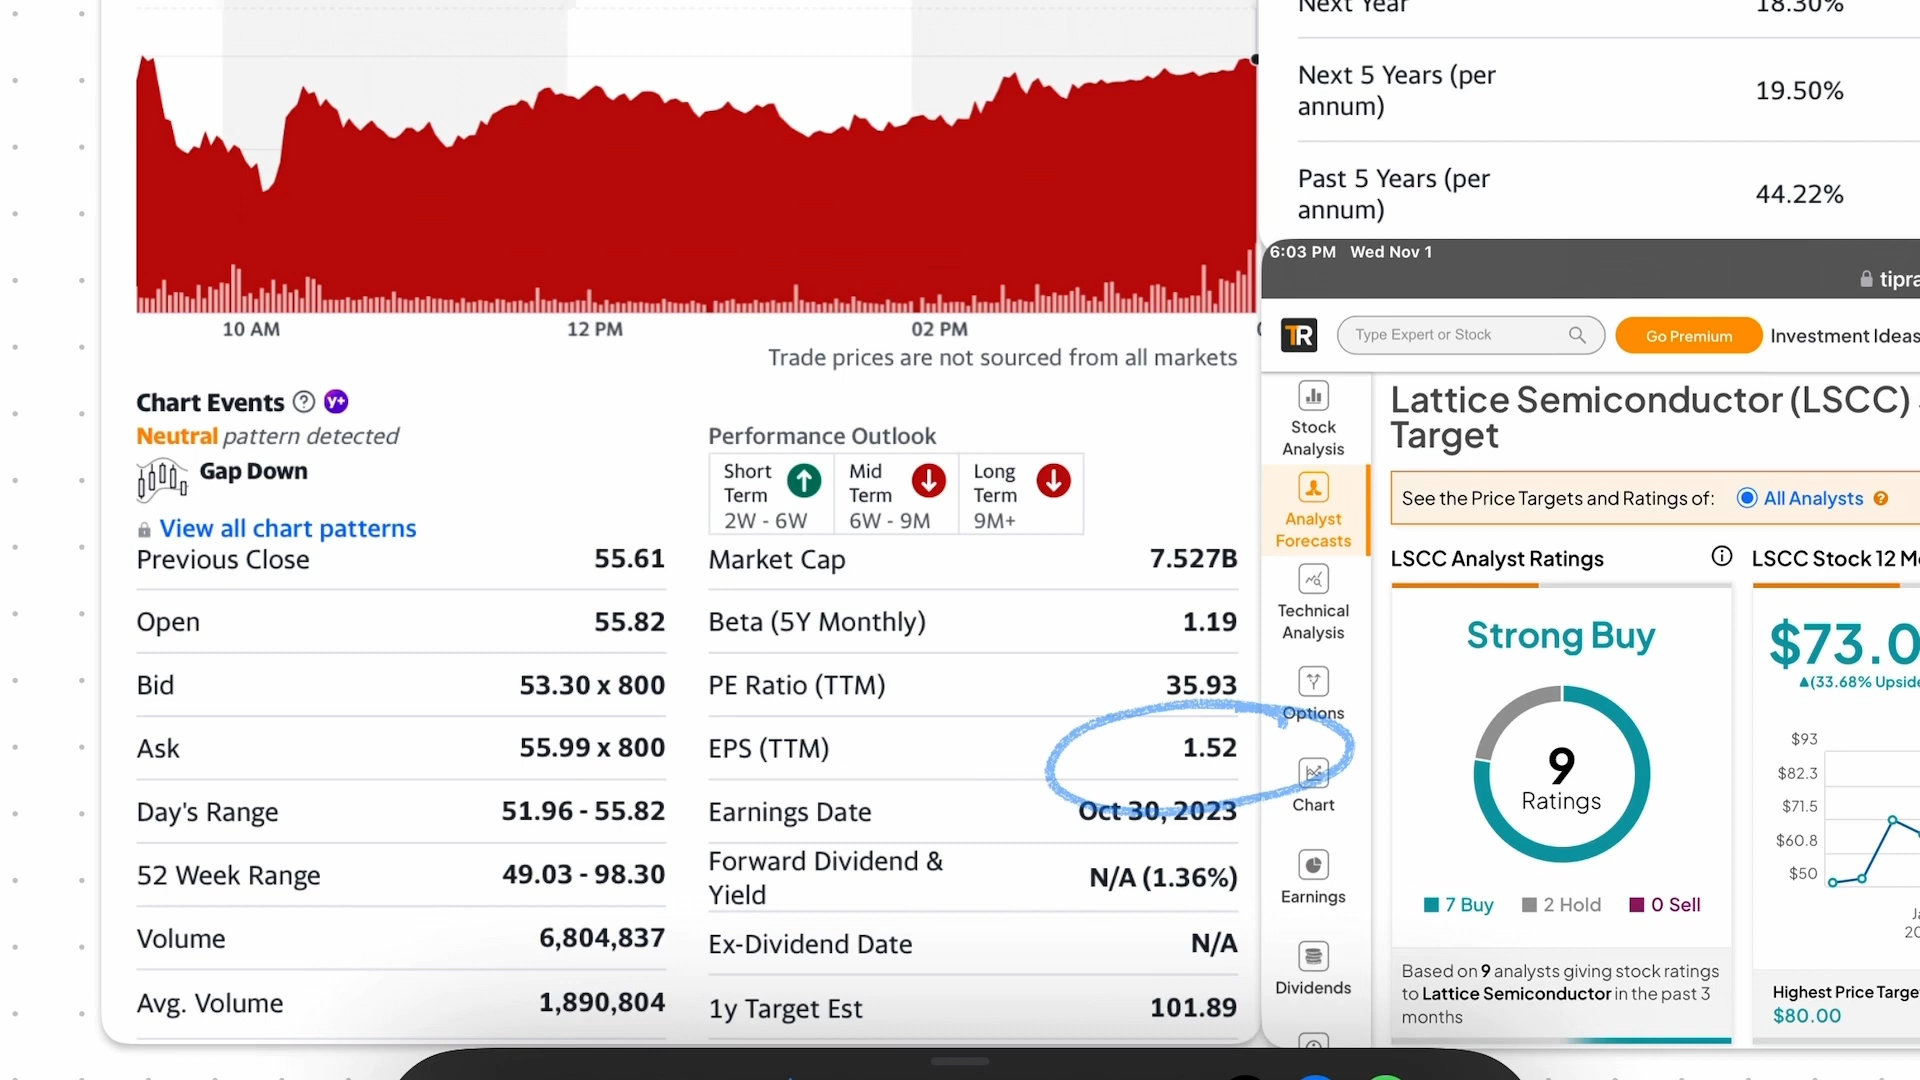 10 AM
12 PM
02 PM
Trade prices are not sourced from all markets
Chart Events ? y+
Neutral pattern detected
Gap Down
View all chart patterns
Performance Outlook
Short Term 2W - 6W
Mid Term 6W - 9M
Long Term 9M+
Previous Close 55.61
Open 55.82
Bid 53.30 x 800
Ask 55.99 x 800
Day's Range 51.96 - 55.82
52 Week Range 49.03 - 98.30
Volume 6,804,837
Avg. Volume 1,890,804
Market Cap 7.527B
Beta (5Y Monthly) 1.19
PE Ratio (TTM) 35.93
EPS (TTM) 1.52
Earnings Date Oct 30, 2023
Forward Dividend &
Yield N/A (1.36%)
Ex-Dividend Date N/A
1y Target Est 101.89
Next Year 18.30%
Next 5 Years (per
annum) 19.50%
Past 5 Years (per
annum) 44.22%
6:03 PM Wed Nov 1
tipra
TR
Type Expert or Stock
Go Premium
Investment Ideas
Stock
Analysis
Analyst
Forecasts
Technical
Analysis
Options
Chart
Earnings
Dividends
Lattice Semiconductor (LSCC)
Target
See the Price Targets and Ratings of: All Analysts ?
LSCC Analyst Ratings
Strong Buy
9
Ratings
7 Buy 2 Hold 0 Sell
Based on 9 analysts giving stock ratings
to Lattice Semiconductor in the past 3
months
LSCC Stock 12 M
$73.0
▲(33.68% Upside
$93
$82.3
$71.5
$60.8
$50
Ja
20
Highest Price Targe
$80.00